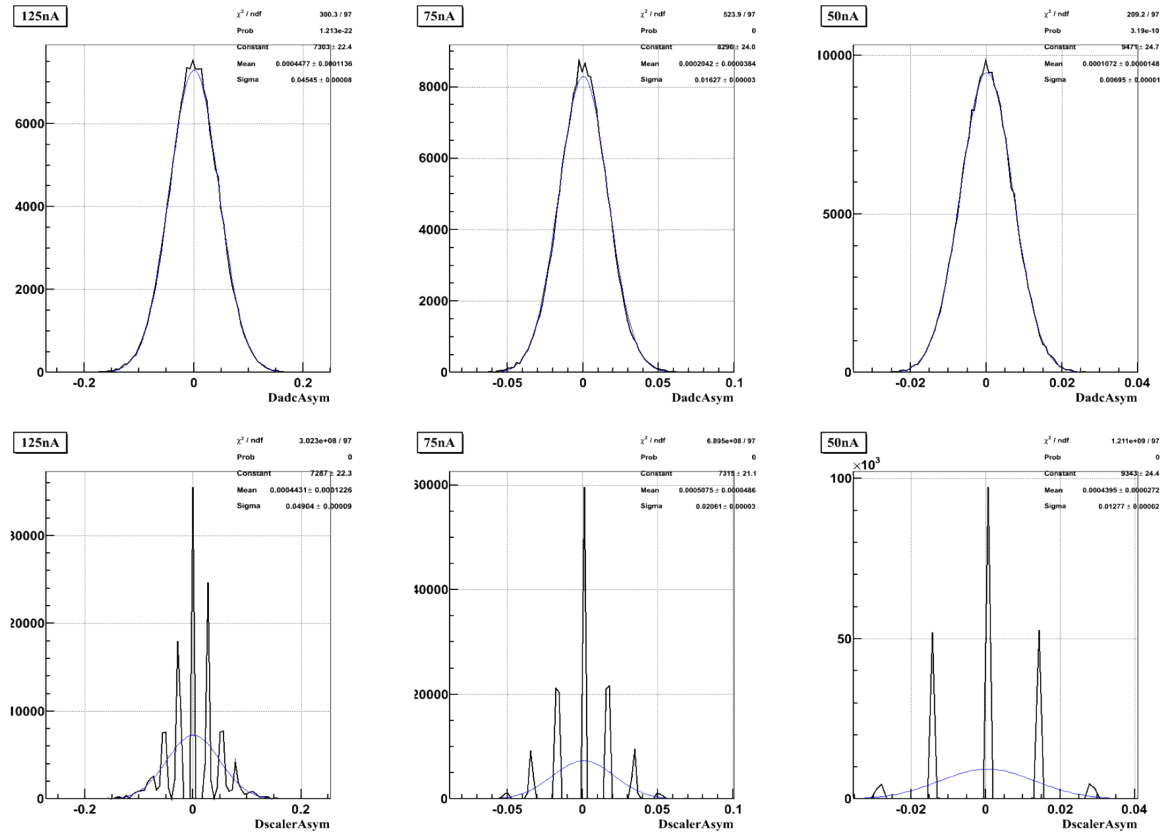 125nA
χ² / ndf 300.3 / 97
Prob 1.213e-22
Constant 7303 ± 22.4
Mean 0.0004477 ± 0.0001136
Sigma 0.04545 ± 0.00008
6000
4000
2000
0
-0.2 0 0.2
DadcAsym
75nA
χ² / ndf 523.9 / 97
Prob 0
Constant 8296 ± 24.0
Mean 0.0002042 ± 0.0000384
Sigma 0.01627 ± 0.00003
8000
6000
4000
2000
0
-0.05 0 0.05 0.1
DadcAsym
50nA
χ² / ndf 209.2 / 97
Prob 3.19e-10
Constant 9471 ± 24.7
Mean 0.0001072 ± 0.0000148
Sigma 0.00695 ± 0.00001
10000
5000
0
-0.02 0 0.02 0.04
DadcAsym
125nA
χ² / ndf 3.023e+08 / 97
Prob 0
Constant 7287 ± 22.3
Mean 0.0004431 ± 0.0001226
Sigma 0.04904 ± 0.00009
30000
20000
10000
0
-0.2 0 0.2
DscalerAsym
75nA
χ² / ndf 6.895e+08 / 97
Prob 0
Constant 7315 ± 21.1
Mean 0.0005075 ± 0.0000486
Sigma 0.02061 ± 0.00003
60000
40000
20000
0
-0.05 0 0.05 0.1
DscalerAsym
50nA
χ² / ndf 1.211e+09 / 97
Prob 0
Constant 9343 ± 24.4
Mean 0.0004395 ± 0.0000272
Sigma 0.01277 ± 0.00002
×10³
100
50
0
-0.02 0 0.02 0.04
DscalerAsym